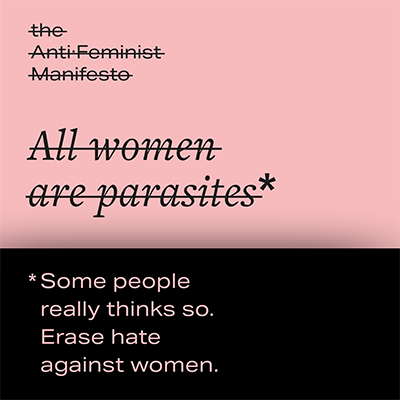 the
Anti·Feminist
Manifesto
All women
are parasites*
*Some people
really thinks so.
Erase hate
against women.